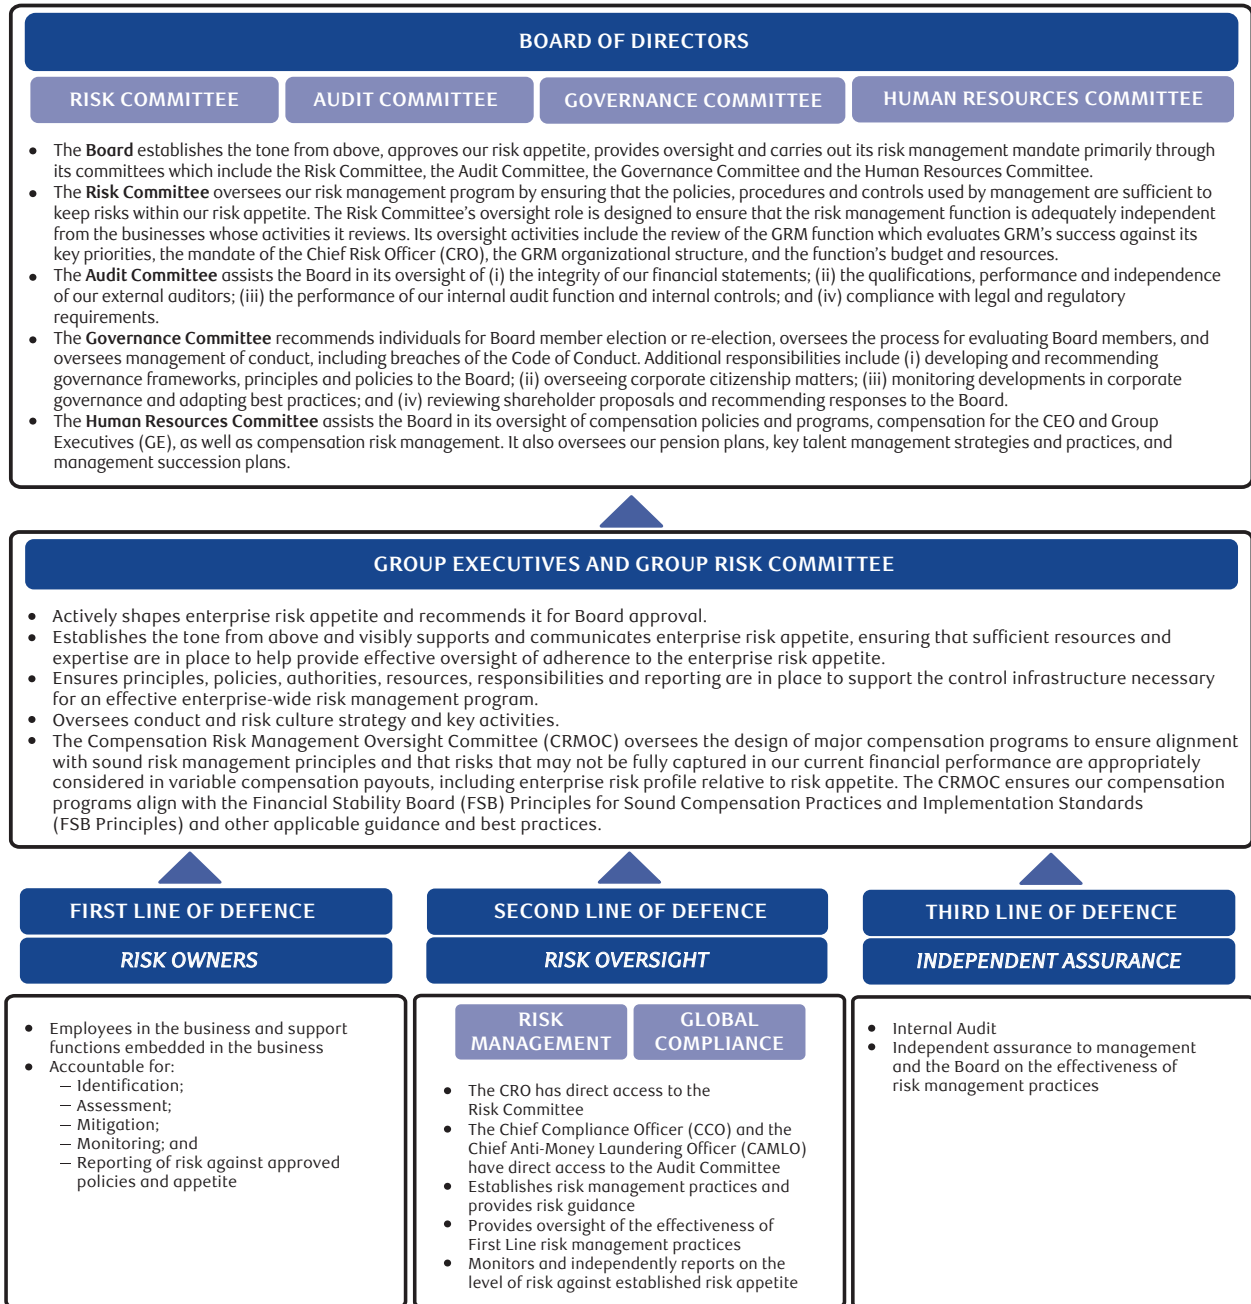 BOARD OF DIRECTORS
RISK COMMITTEE
AUDIT COMMITTEE
GOVERNANCE COMMITTEE
HUMAN RESOURCES COMMITTEE
• The Board establishes the tone from above, approves our risk appetite, provides oversight and carries out its risk management mandate primarily through
its committees which include the Risk Committee, the Audit Committee, the Governance Committee and the Human Resources Committee.
• The Risk Committee oversees our risk management program by ensuring that the policies, procedures and controls used by management are sufficient to
keep risks within our risk appetite. The Risk Committee’s oversight role is designed to ensure that the risk management function is adequately independent
from the businesses whose activities it reviews. Its oversight activities include the review of the GRM function which evaluates GRM’s success against its
key priorities, the mandate of the Chief Risk Officer (CRO), the GRM organizational structure, and the function’s budget and resources.
• The Audit Committee assists the Board in its oversight of (i) the integrity of our financial statements; (ii) the qualifications, performance and independence
of our external auditors; (iii) the performance of our internal audit function and internal controls; and (iv) compliance with legal and regulatory
requirements.
• The Governance Committee recommends individuals for Board member election or re-election, oversees the process for evaluating Board members, and
oversees management of conduct, including breaches of the Code of Conduct. Additional responsibilities include (i) developing and recommending
governance frameworks, principles and policies to the Board; (ii) overseeing corporate citizenship matters; (iii) monitoring developments in corporate
governance and adapting best practices; and (iv) reviewing shareholder proposals and recommending responses to the Board.
• The Human Resources Committee assists the Board in its oversight of compensation policies and programs, compensation for the CEO and Group
Executives (GE), as well as compensation risk management. It also oversees our pension plans, key talent management strategies and practices, and
management succession plans.
GROUP EXECUTIVES AND GROUP RISK COMMITTEE
• Actively shapes enterprise risk appetite and recommends it for Board approval.
• Establishes the tone from above and visibly supports and communicates enterprise risk appetite, ensuring that sufficient resources and
expertise are in place to help provide effective oversight of adherence to the enterprise risk appetite.
• Ensures principles, policies, authorities, resources, responsibilities and reporting are in place to support the control infrastructure necessary
for an effective enterprise-wide risk management program.
• Oversees conduct and risk culture strategy and key activities.
• The Compensation Risk Management Oversight Committee (CRMOC) oversees the design of major compensation programs to ensure alignment
with sound risk management principles and that risks that may not be fully captured in our current financial performance are appropriately
considered in variable compensation payouts, including enterprise risk profile relative to risk appetite. The CRMOC ensures our compensation
programs align with the Financial Stability Board (FSB) Principles for Sound Compensation Practices and Implementation Standards
(FSB Principles) and other applicable guidance and best practices.
FIRST LINE OF DEFENCE
RISK OWNERS
• Employees in the business and support
functions embedded in the business
• Accountable for:
– Identification;
– Assessment;
– Mitigation;
– Monitoring; and
– Reporting of risk against approved
policies and appetite
SECOND LINE OF DEFENCE
RISK OVERSIGHT
RISK
MANAGEMENT
GLOBAL
COMPLIANCE
• The CRO has direct access to the
Risk Committee
• The Chief Compliance Officer (CCO) and the
Chief Anti-Money Laundering Officer (CAMLO)
have direct access to the Audit Committee
• Establishes risk management practices and
provides risk guidance
• Provides oversight of the effectiveness of
First Line risk management practices
• Monitors and independently reports on the
level of risk against established risk appetite
THIRD LINE OF DEFENCE
INDEPENDENT ASSURANCE
• Internal Audit
• Independent assurance to management
and the Board on the effectiveness of
risk management practices